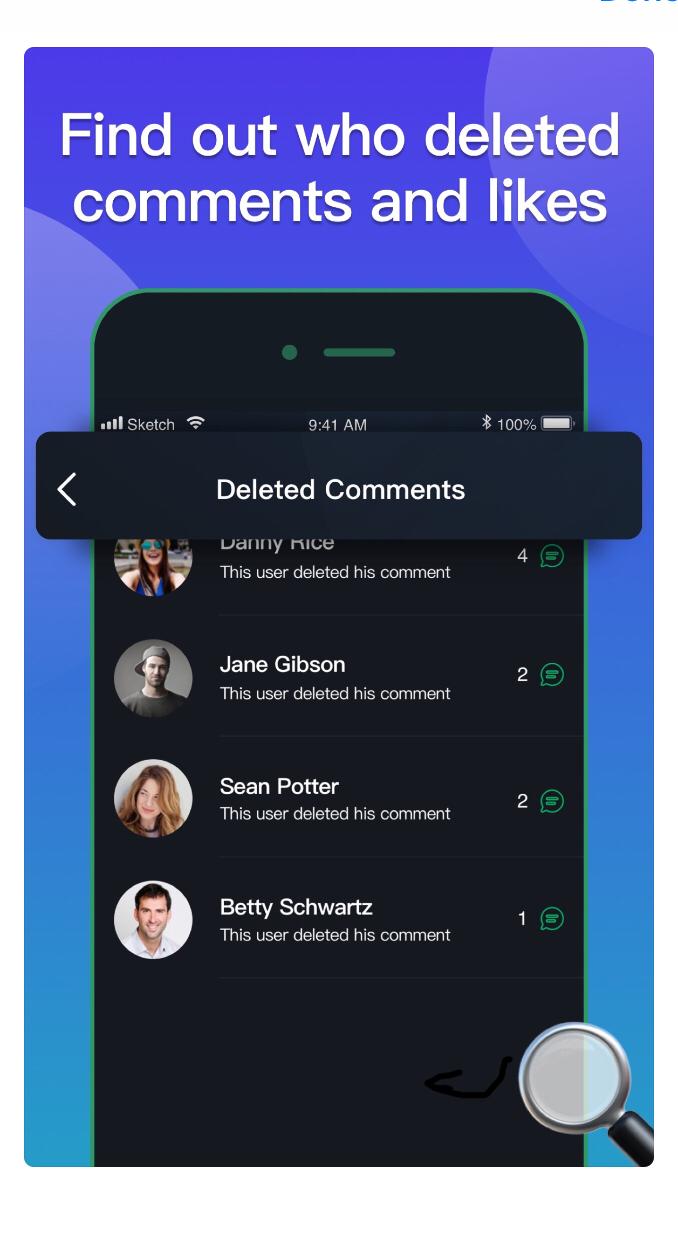 Find out who deleted
comments and likes
Sketch 9:41 AM 100%
Deleted Comments
Danny Rice
4
This user deleted his comment
Jane Gibson
2
This user deleted his comment
Sean Potter
2
This user deleted his comment
Betty Schwartz
1
This user deleted his comment